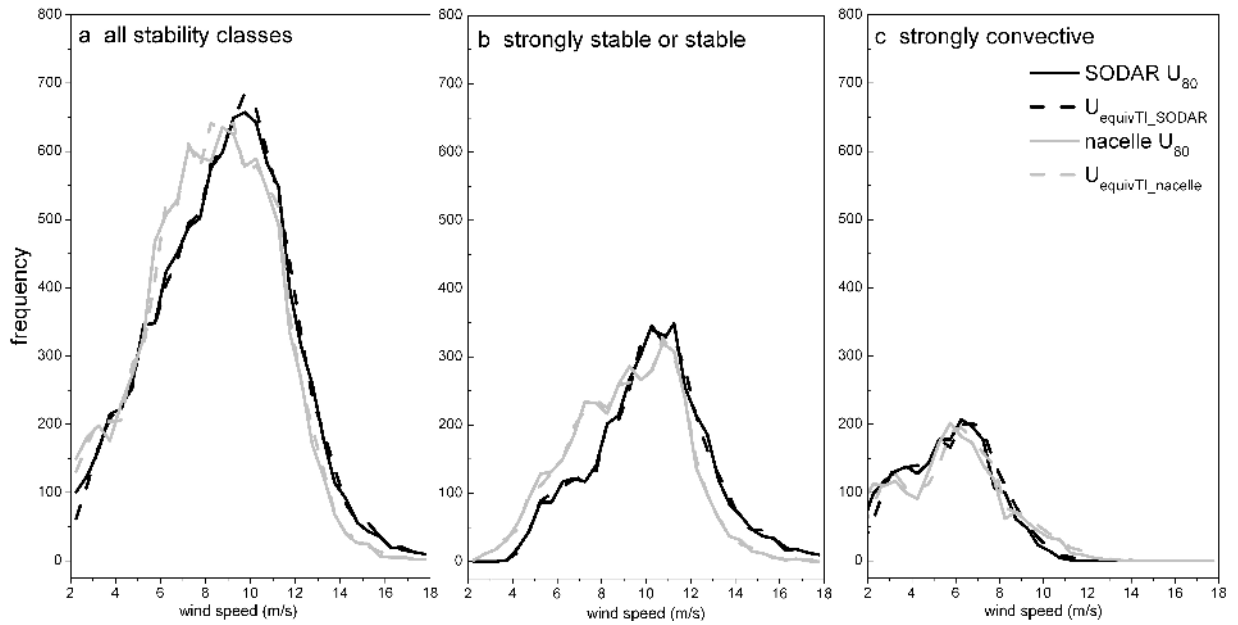 a all stability classes
800
700
600
500
400
300
200
100
0
frequency
2 4 6 8 10 12 14 16 18
wind speed (m/s)
b strongly stable or stable
800
700
600
500
400
300
200
100
0
2 4 6 8 10 12 14 16 18
wind speed (m/s)
c strongly convective
SODAR U80
UequivTI_SODAR
nacelle U80
UequivTI_nacelle
800
700
600
500
400
300
200
100
0
2 4 6 8 10 12 14 16 18
wind speed (m/s)